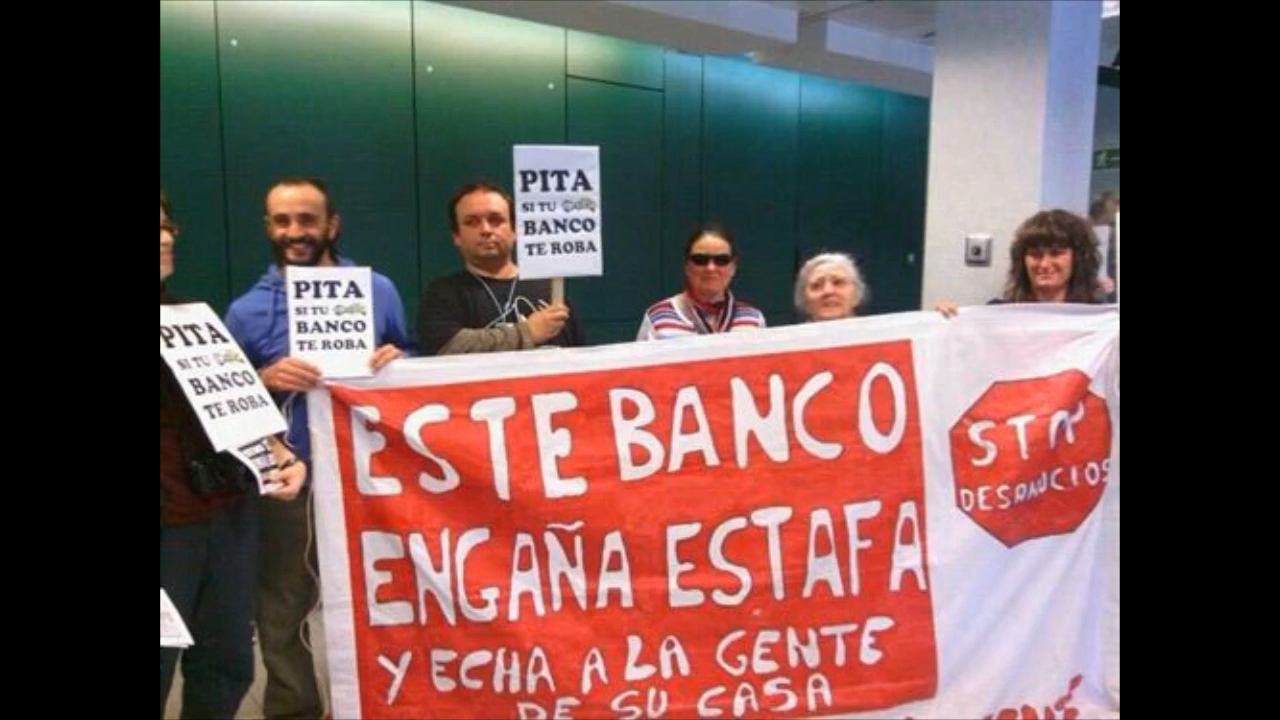 PITA
SI TU
BANCO
TE ROBA
PITA
SI TU
BANCO
TE ROBA
PITA
SI TU
BANCO
TE ROBA
ESTE BANCO
ENGAÑA ESTAFA
Y ECHA A LA GENTE
DE SU CASA
STOP
DESAHUCIOS